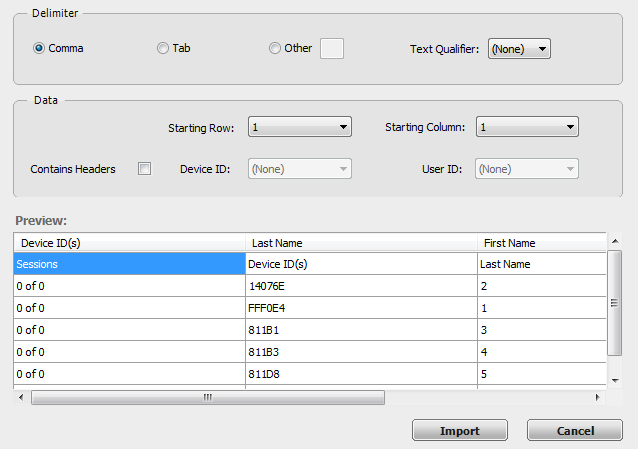 Delimiter
Comma Tab Other Text Qualifier: (None)
Data
Starting Row: 1 Starting Column: 1
Contains Headers Device ID: (None) User ID: (None)
Preview:
Device ID(s) Last Name First Name
Sessions Device ID(s) Last Name
0 of 0 14076E 2
0 of 0 FFF0E4 1
0 of 0 811B1 3
0 of 0 811B3 4
0 of 0 811D8 5
Import Cancel